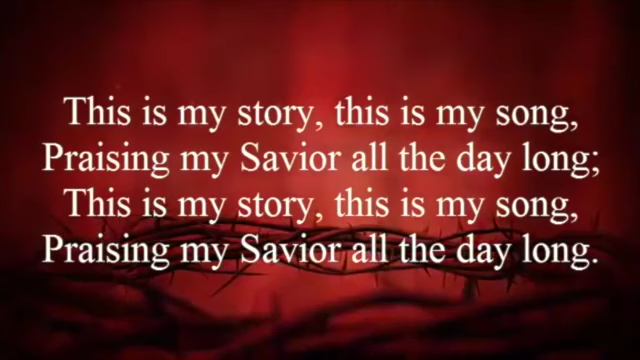 This is my story, this is my song,
Praising my Savior all the day long;
This is my story, this is my song,
Praising my Savior all the day long.